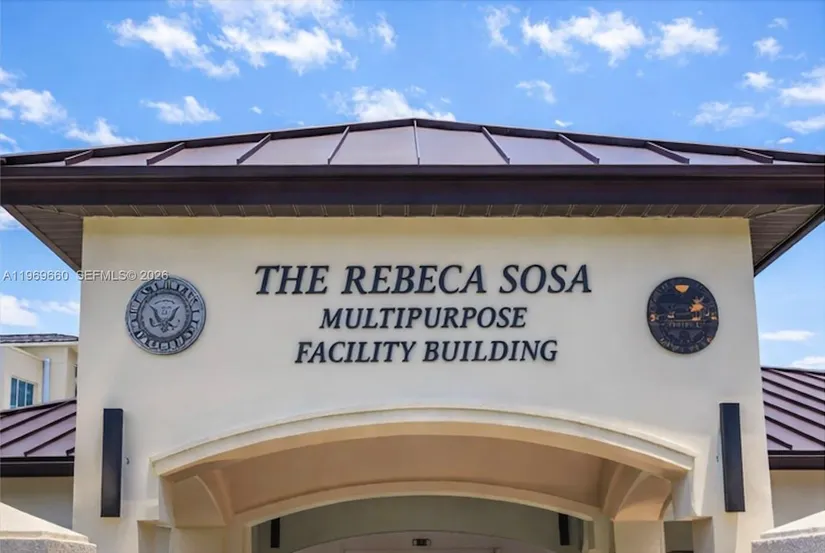 THE REBECA SOSA
MULTIPURPOSE
FACILITY BUILDING
A11969860 SEFMLS© 2026